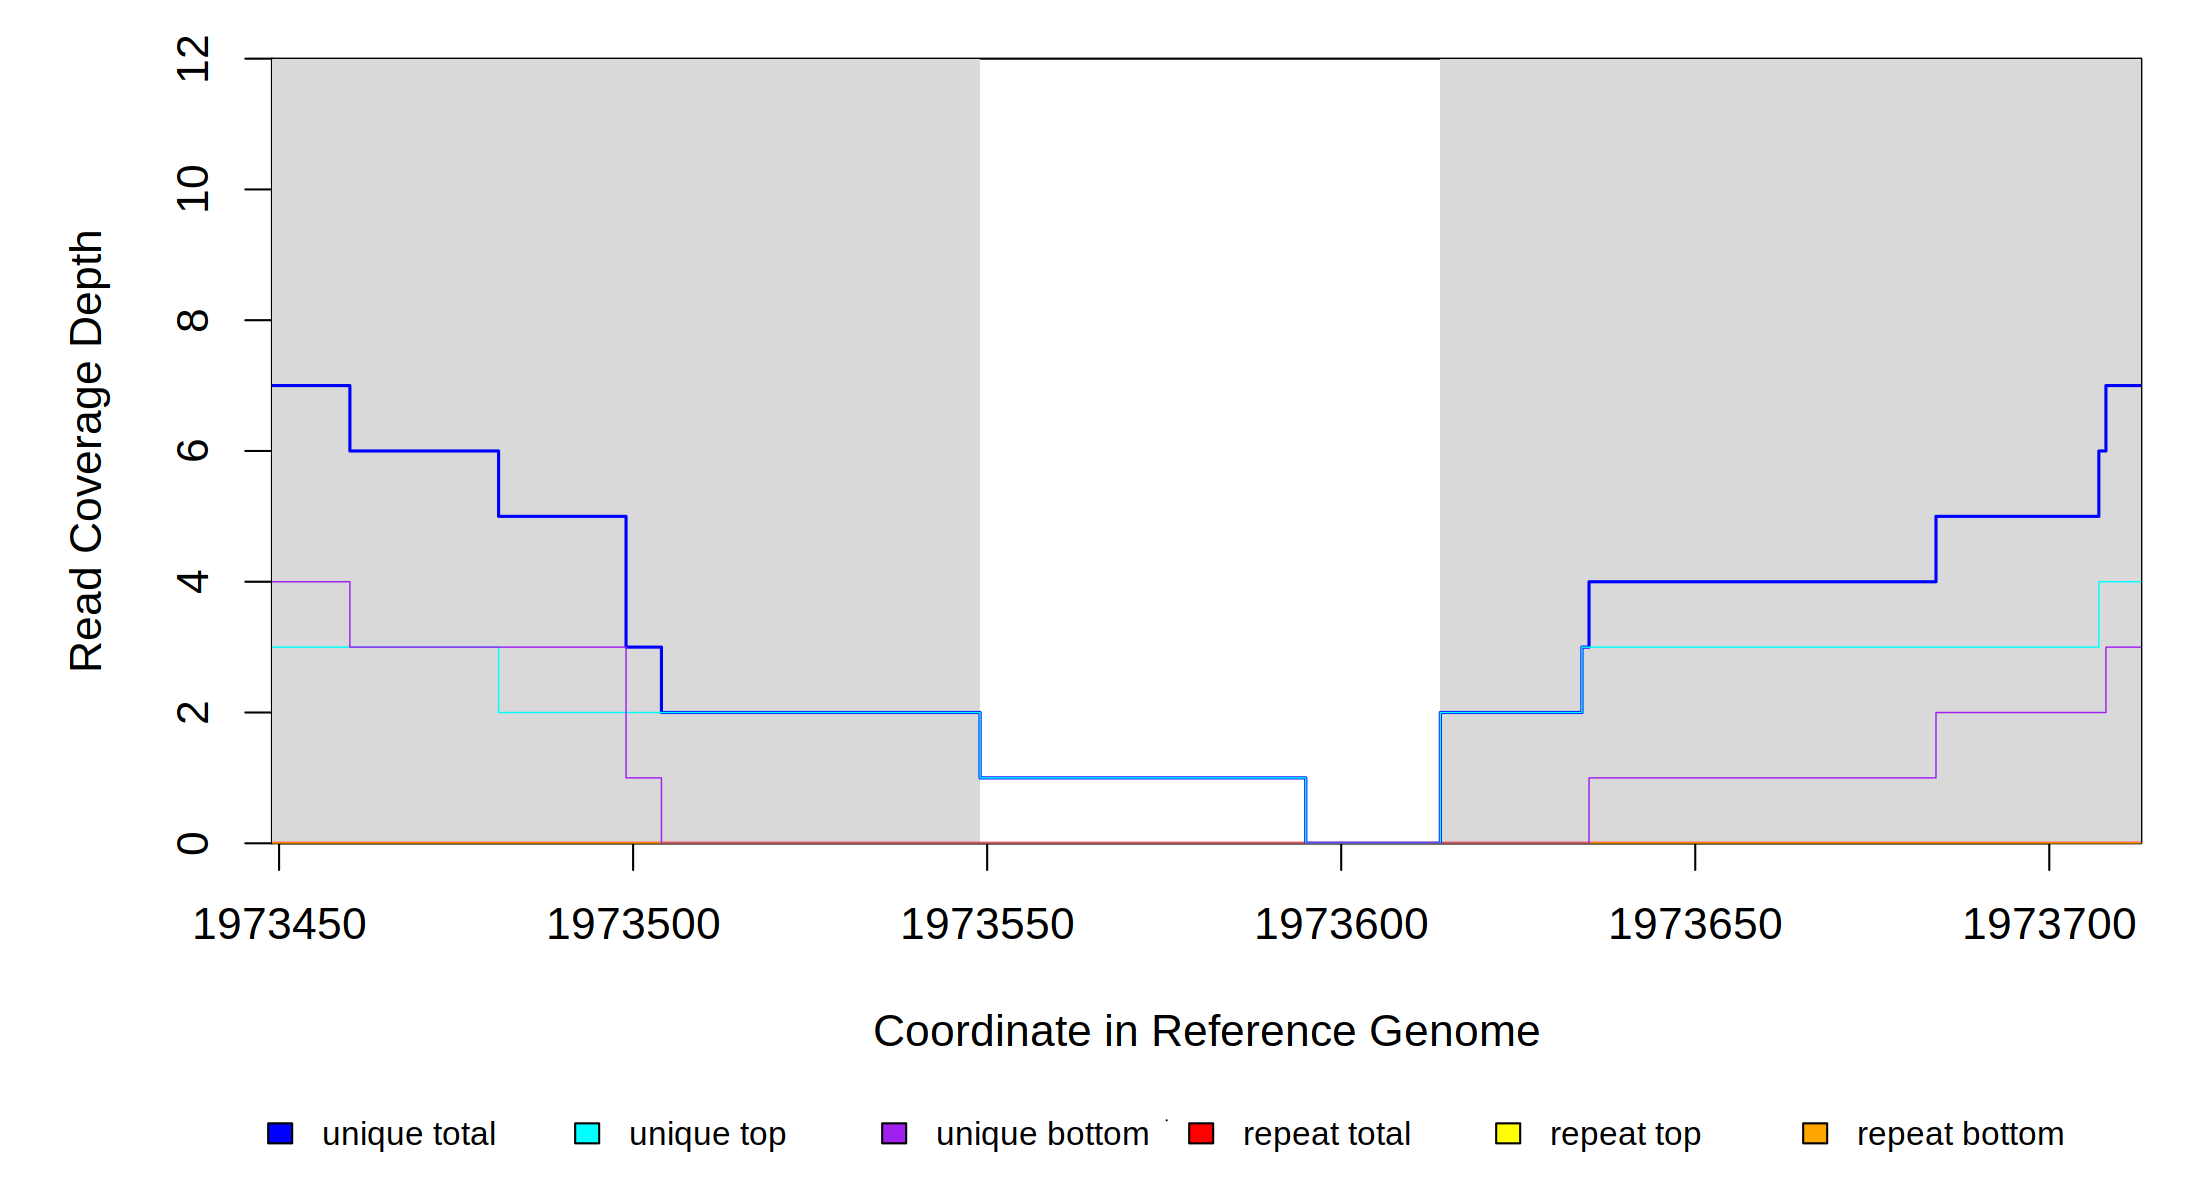 12
10
8
6
4
2
0
Read Coverage Depth
1973450 1973500 1973550 1973600 1973650 1973700
Coordinate in Reference Genome
unique total unique top unique bottom repeat total repeat top repeat bottom